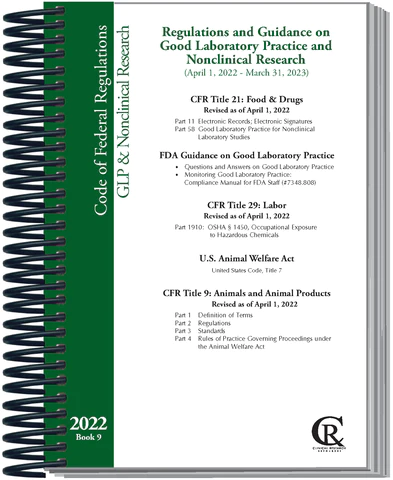 Code of Federal Regulations
GLP & Nonclinical Research
2022
Book 9
Regulations and Guidance on
Good Laboratory Practice and
Nonclinical Research
(April 1, 2022 - March 31, 2023)
CFR Title 21: Food & Drugs
Revised as of April 1, 2022
Part 11 Electronic Records; Electronic Signatures
Part 58 Good Laboratory Practice for Nonclinical
Laboratory Studies
FDA Guidance on Good Laboratory Practice
• Questions and Answers on Good Laboratory Practice
• Monitoring Good Laboratory Practice:
Compliance Manual for FDA Staff (#7348.808)
CFR Title 29: Labor
Revised as of April 1, 2022
Part 1910: OSHA § 1450, Occupational Exposure
to Hazardous Chemicals
U.S. Animal Welfare Act
United States Code, Title 7
CFR Title 9: Animals and Animal Products
Revised as of April 1, 2022
Part 1 Definition of Terms
Part 2 Regulations
Part 3 Standards
Part 4 Rules of Practice Governing Proceedings under
the Animal Welfare Act
CR
CLINICAL RESEARCH